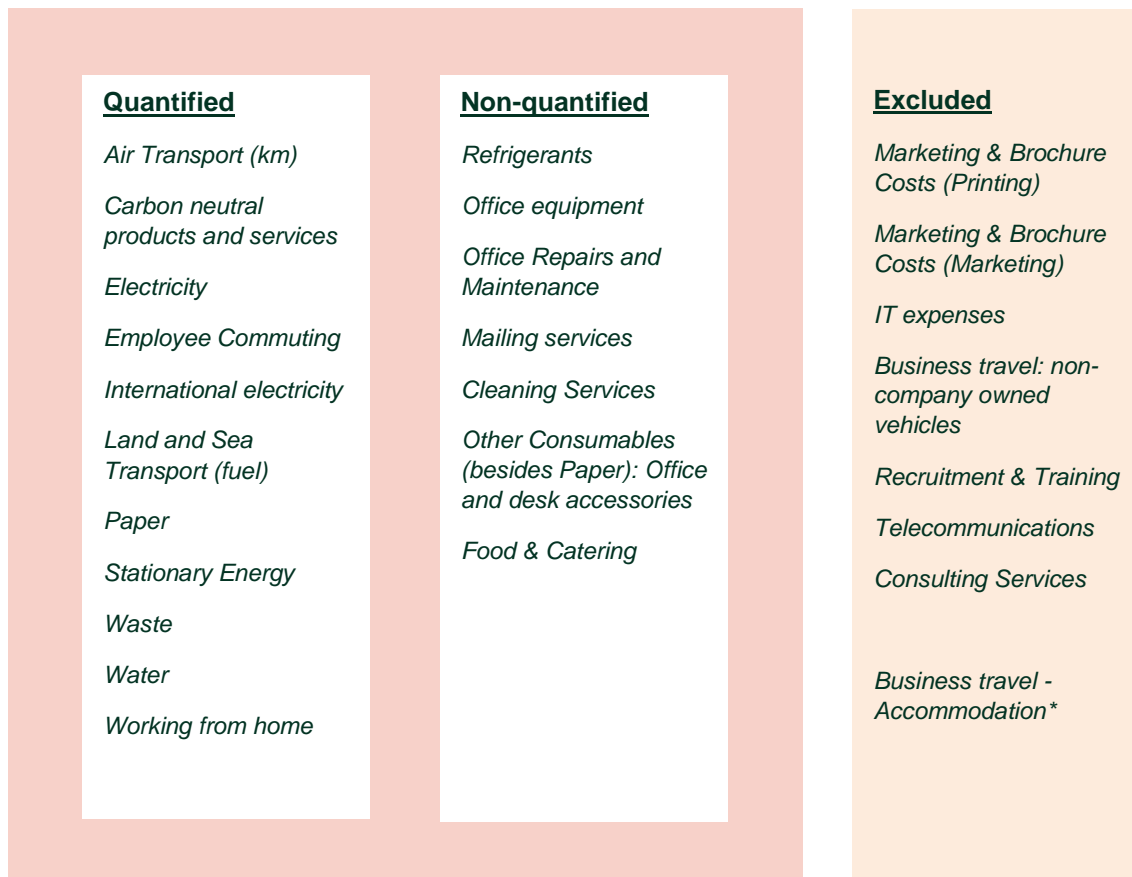 Quantified
Air Transport (km)
Carbon neutral
products and services
Electricity
Employee Commuting
International electricity
Land and Sea
Transport (fuel)
Paper
Stationary Energy
Waste
Water
Working from home
Non-quantified
Refrigerants
Office equipment
Office Repairs and
Maintenance
Mailing services
Cleaning Services
Other Consumables
(besides Paper): Office
and desk accessories
Food & Catering
Excluded
Marketing & Brochure
Costs (Printing)
Marketing & Brochure
Costs (Marketing)
IT expenses
Business travel: non-
company owned
vehicles
Recruitment & Training
Telecommunications
Consulting Services
Business travel -
Accommodation*